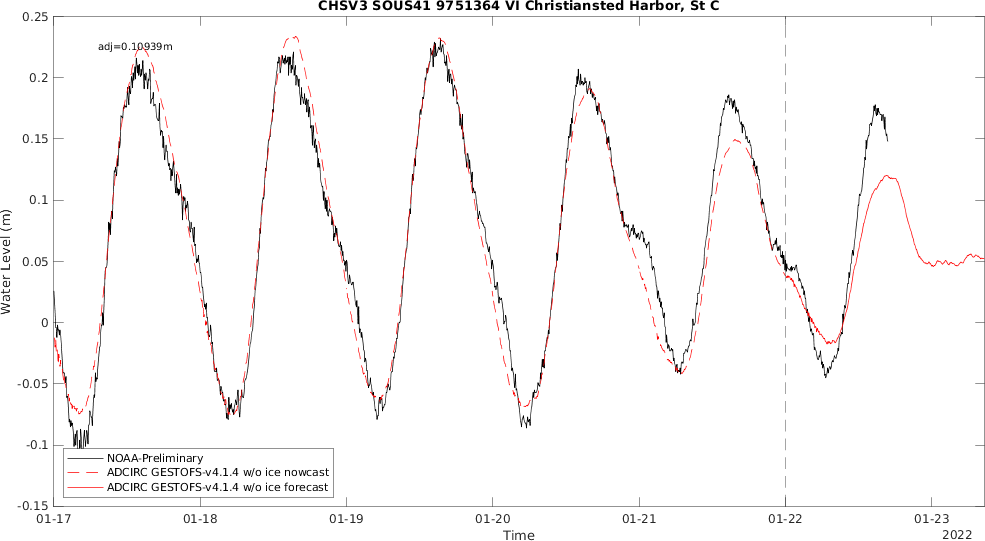 CHSV3 SOUS41 9751364 VI Christiansted Harbor, St C
adj=0.10939m
0.25
0.2
0.15
0.1
0.05
0
-0.05
-0.1
-0.15
Water Level (m)
NOAA-Preliminary
ADCIRC GESTOFS-v4.1.4 w/o ice nowcast
ADCIRC GESTOFS-v4.1.4 w/o ice forecast
01-17 01-18 01-19 01-20 01-21 01-22 01-23
Time
2022